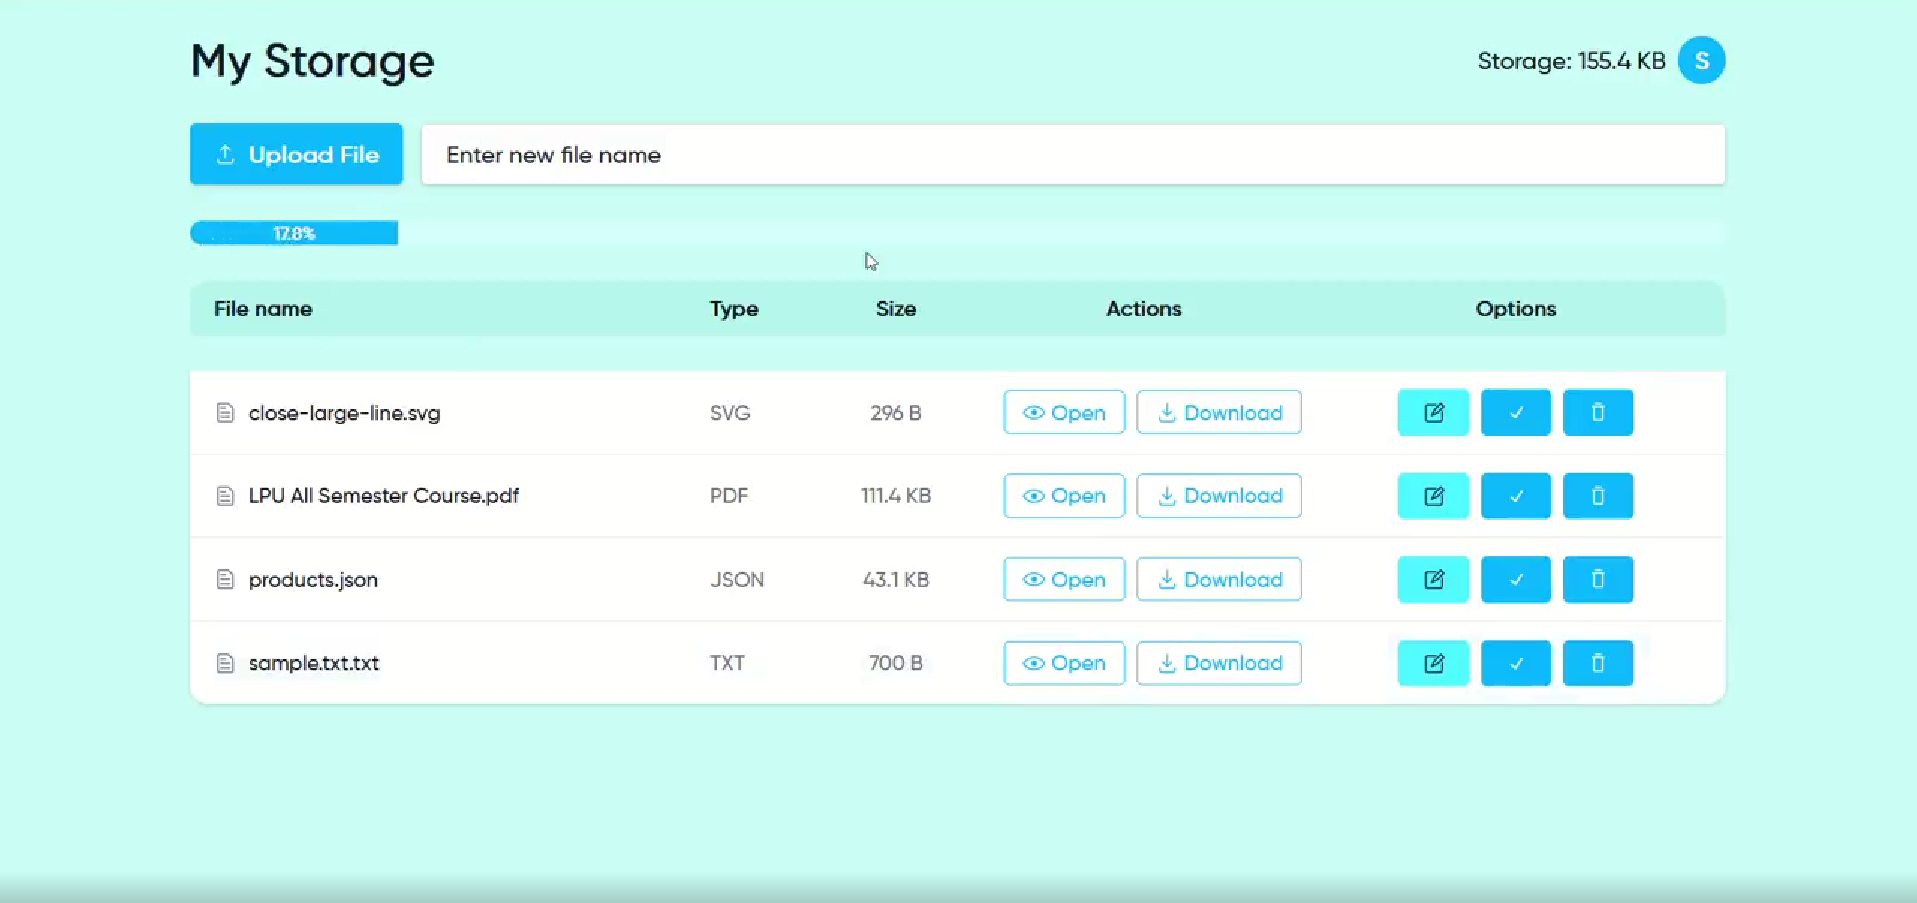 My Storage
Storage: 155.4 KB S
Upload File Enter new file name
17.8%
File name Type Size Actions Options
close-large-line.svg SVG 296 B Open Download
LPU All Semester Course.pdf PDF 111.4 KB Open Download
products.json JSON 43.1 KB Open Download
sample.txt.txt TXT 700 B Open Download